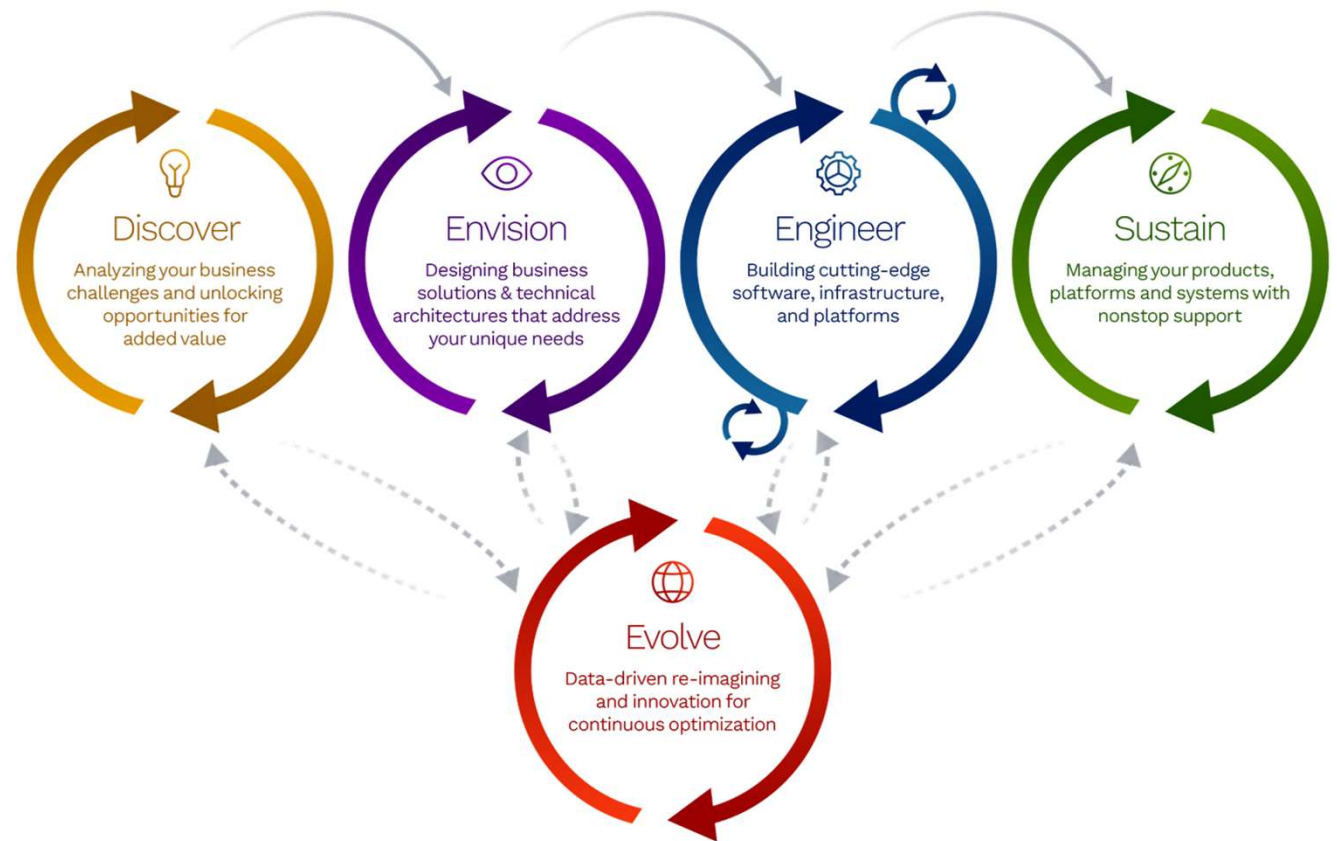 Discover
Analyzing your business
challenges and unlocking
opportunities for
added value
Envision
Designing business
solutions & technical
architectures that address
your unique needs
Engineer
Building cutting-edge
software, infrastructure,
and platforms
Sustain
Managing your products,
platforms and systems with
nonstop support
Evolve
Data-driven re-imagining
and innovation for
continuous optimization